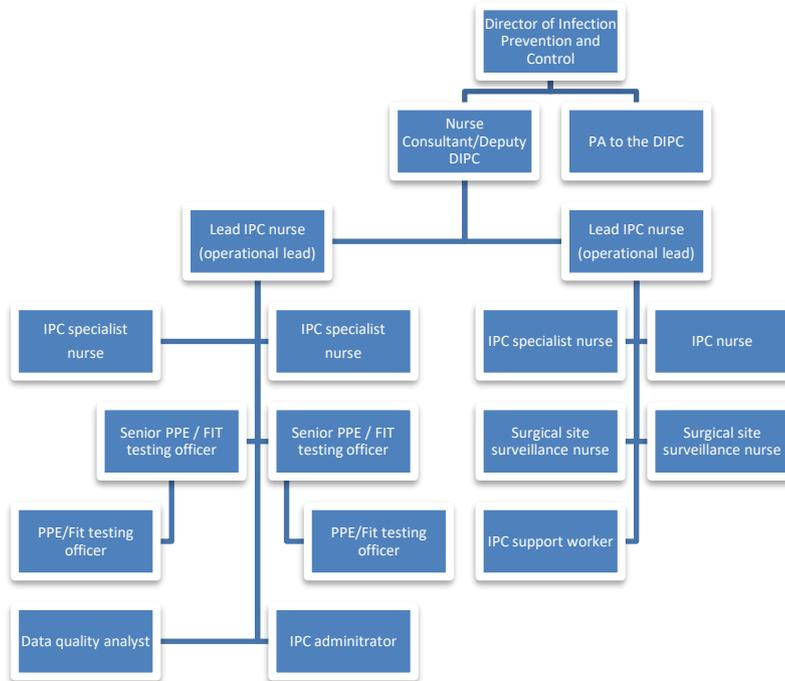 Director of Infection
Prevention and
Control
Nurse
Consultant/Deputy
DIPC
PA to the DIPC
Lead IPC nurse
(operational lead)
Lead IPC nurse
(operational lead)
IPC specialist
nurse
IPC specialist
nurse
IPC specialist nurse
IPC nurse
Senior PPE / FIT
testing officer
Senior PPE / FIT
testing officer
Surgical site
surveillance nurse
Surgical site
surveillance nurse
PPE/Fit testing
officer
PPE/Fit testing
officer
IPC support worker
Data quality analyst
IPC adminitrator